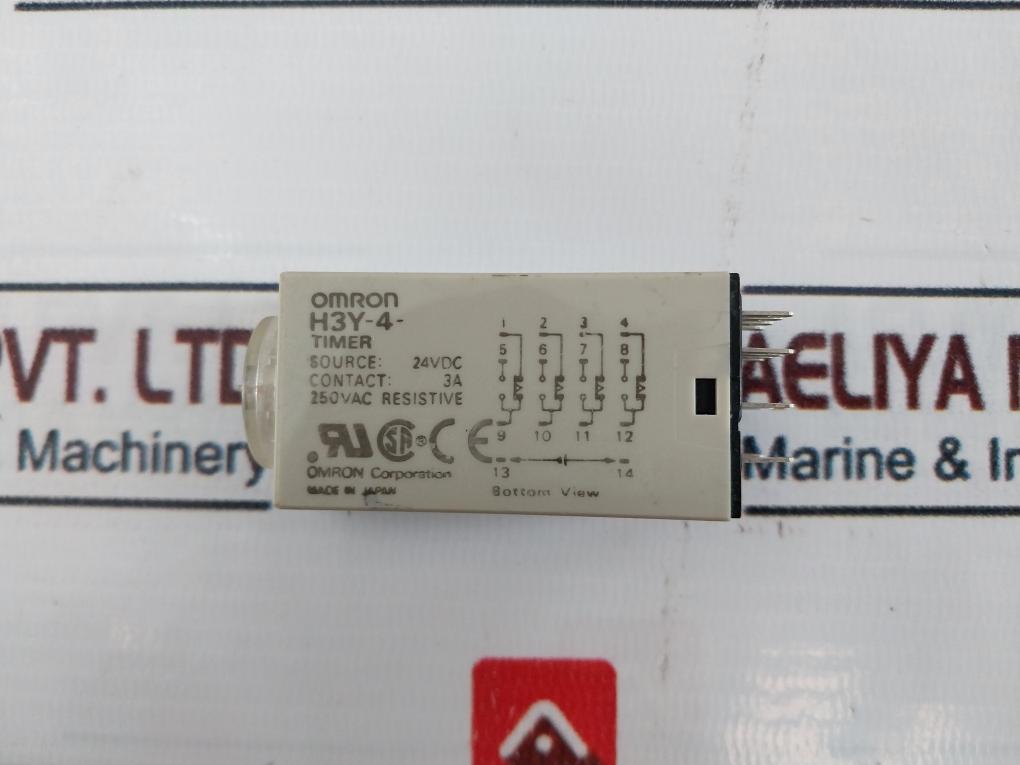 OMRON
H3Y-4-
TIMER
SOURCE: 24VDC
CONTACT: 3A
250VAC RESISTIVE
OMRON Corporation
MADE IN JAPAN
1 2 3 4
5 6 7 8
9 10 11 12
13 14
Bottom View
PVT. LTD
Machinery
AELIYA
Marine & In